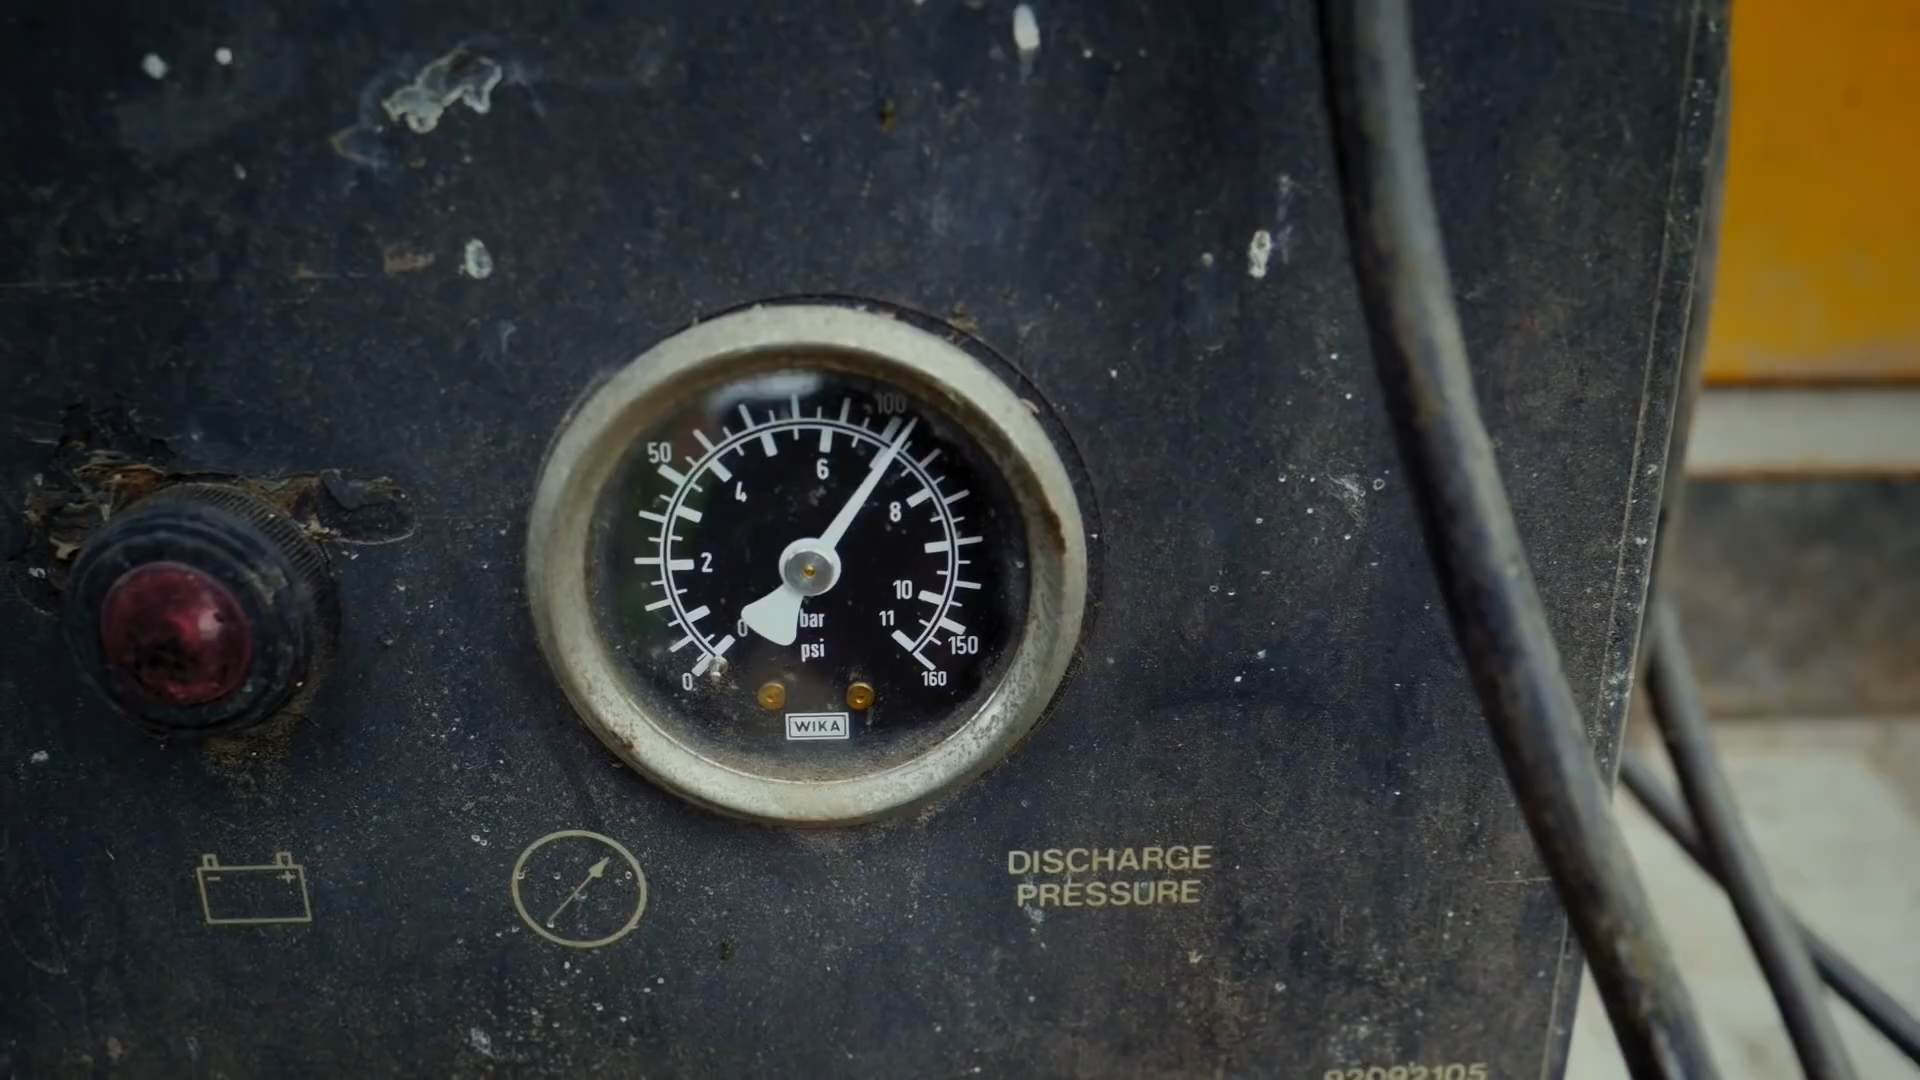 100
50
6
4
8
2
10
0 bar 11
psi 150
0 160
WIKA
- +
DISCHARGE
PRESSURE